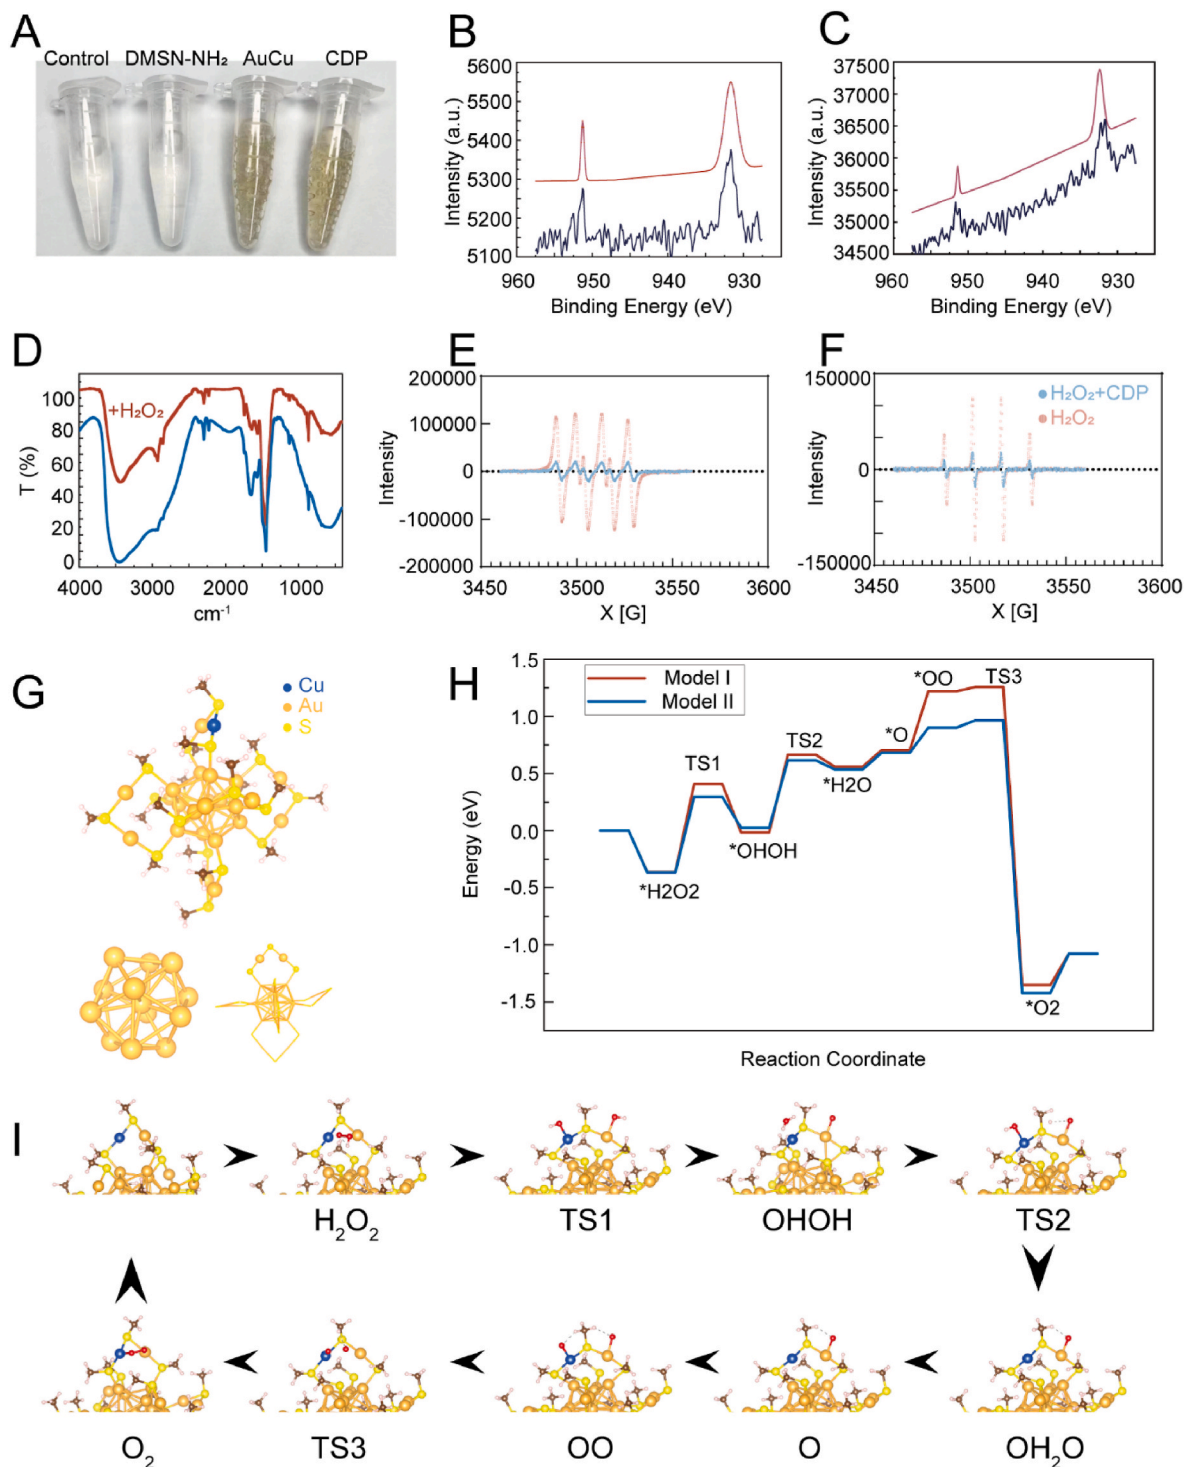 A
Control DMSN-NH₂ AuCu CDP
B
5600
5500
5400
5300
5200
5100
Intensity (a.u.)
960 950 940 930
Binding Energy (eV)
C
37500
37000
36500
36000
35500
35000
34500
Intensity (a.u.)
960 950 940 930
Binding Energy (eV)
D
100
80
60
40
20
0
T (%)
+H₂O₂
4000 3000 2000 1000
cm⁻¹
E
200000
100000
0
-100000
-200000
Intensity
3450 3500 3550 3600
X [G]
F
150000
0
-150000
Intensity
H₂O₂+CDP
H₂O₂
3450 3500 3550 3600
X [G]
G
Cu
Au
S
H
1.5
1.0
0.5
0.0
-0.5
-1.0
-1.5
Energy (eV)
Model I
Model II
*H2O2
TS1
*OHOH
TS2
*H2O
*O
*OO
TS3
*O2
Reaction Coordinate
I
H₂O₂ TS1 OHOH TS2
O₂ TS3 OO O OH₂O